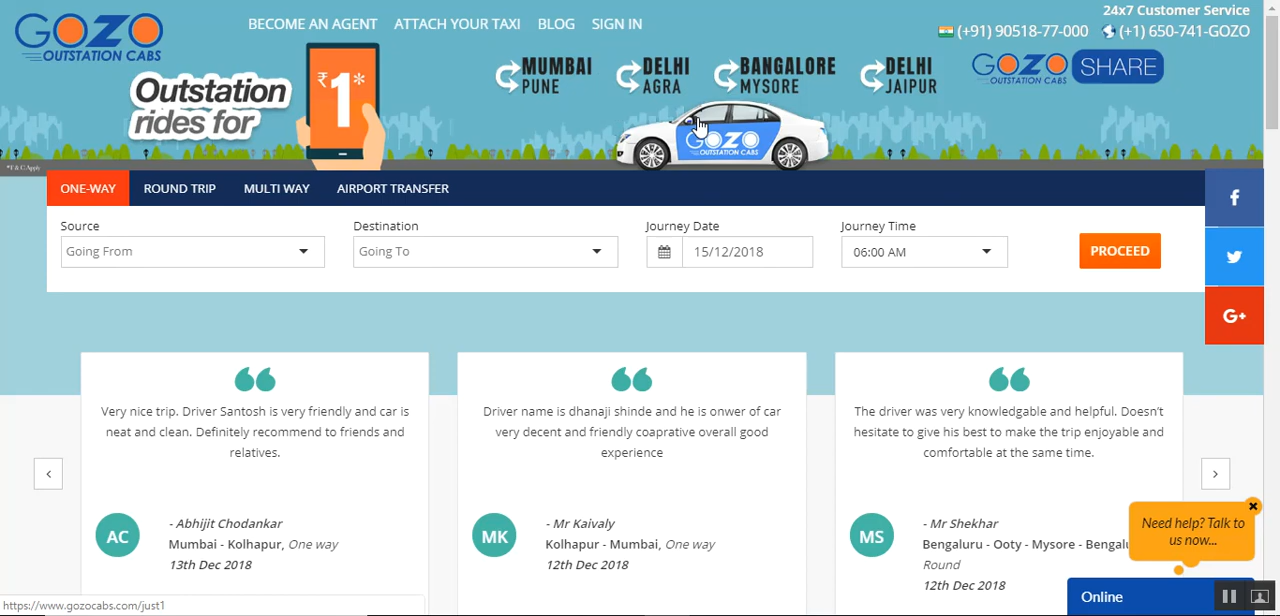 GOZO
OUTSTATION CABS
BECOME AN AGENT ATTACH YOUR TAXI BLOG SIGN IN
24x7 Customer Service
(+91) 90518-77-000 (+1) 650-741-GOZO
Outstation
rides for
₹1*
MUMBAI
PUNE
DELHI
AGRA
BANGALORE
MYSORE
DELHI
JAIPUR
GOZO
OUTSTATION CABS
SHARE
GOZO
OUTSTATION CABS
*T & C Apply
ONE-WAY ROUND TRIP MULTI WAY AIRPORT TRANSFER
Source Destination Journey Date Journey Time
Going From Going To 15/12/2018 06:00 AM PROCEED
f
G+
Very nice trip. Driver Santosh is very friendly and car is
neat and clean. Definitely recommend to friends and
relatives.
AC
- Abhijit Chodankar
Mumbai - Kolhapur, One way
13th Dec 2018
Driver name is dhanaji shinde and he is onwer of car
very decent and friendly coaprative overall good
experience
MK
- Mr Kaivaly
Kolhapur - Mumbai, One way
12th Dec 2018
The driver was very knowledgable and helpful. Doesn't
hesitate to give his best to make the trip enjoyable and
comfortable at the same time.
MS
- Mr Shekhar
Bengaluru - Ooty - Mysore - Bengalu
Round
12th Dec 2018
Need help? Talk to
us now...
Online
https://www.gozocabs.com/just1